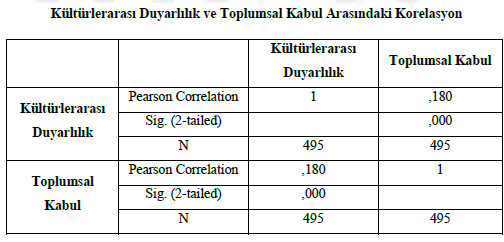 Kültürlerarası Duyarlılık ve Toplumsal Kabul Arasındaki Korelasyon
Kültürlerarası Duyarlılık Toplumsal Kabul
Kültürlerarası Duyarlılık Pearson Correlation 1 ,180
Sig. (2-tailed) ,000
N 495 495
Toplumsal Kabul Pearson Correlation ,180 1
Sig. (2-tailed) ,000
N 495 495